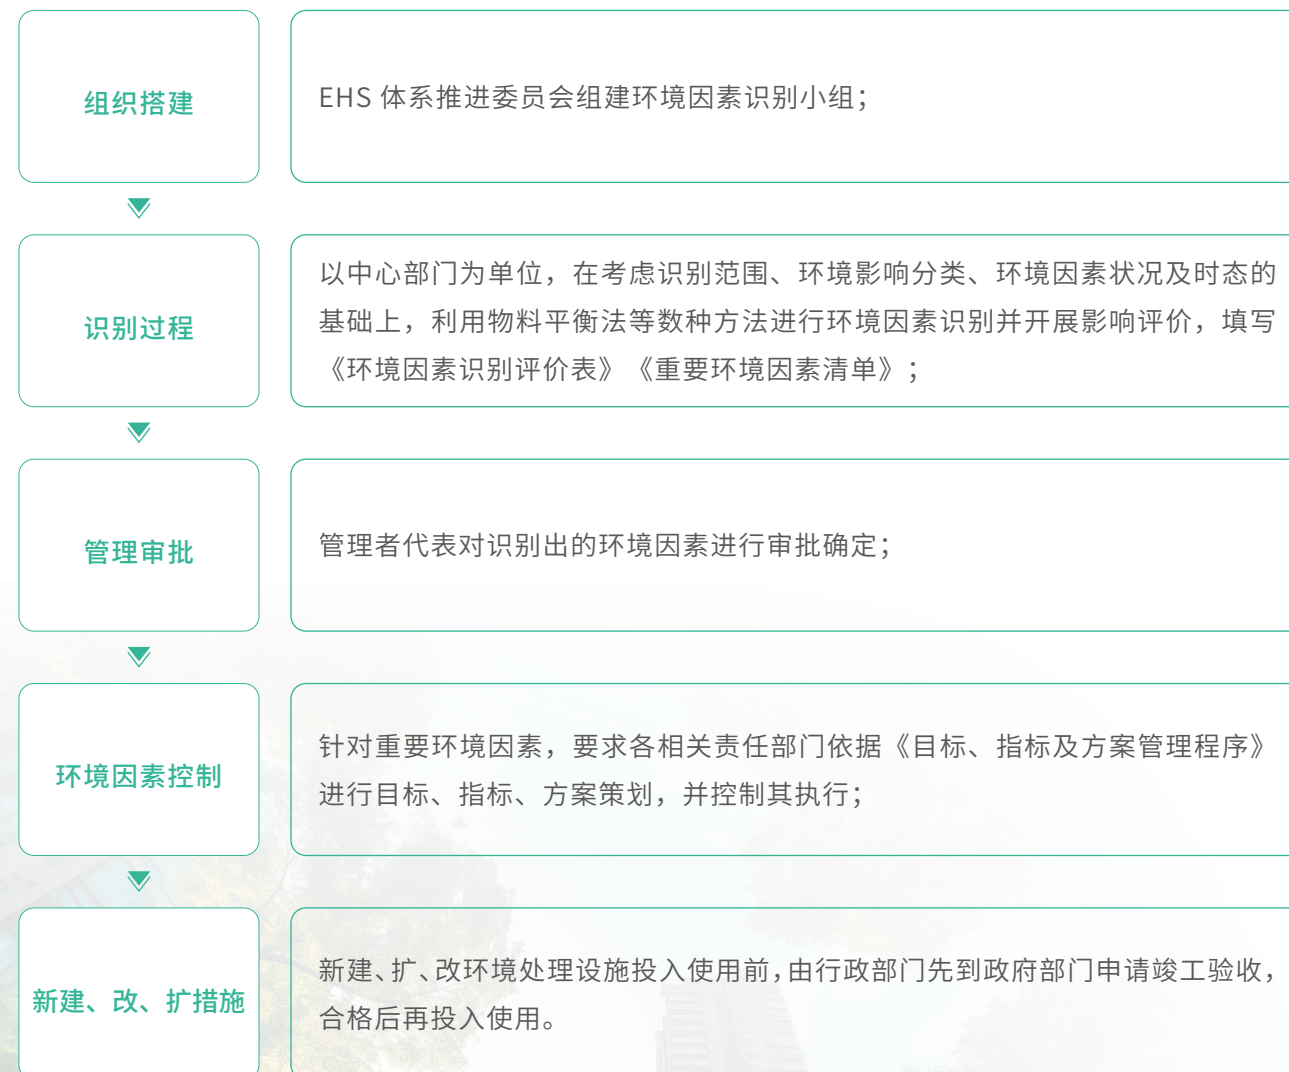 组织搭建
EHS 体系推进委员会组建环境因素识别小组；
识别过程
以中心部门为单位，在考虑识别范围、环境影响分类、环境因素状况及时态的
基础上，利用物料平衡法等数种方法进行环境因素识别并开展影响评价，填写
《环境因素识别评价表》《重要环境因素清单》；
管理审批
管理者代表对识别出的环境因素进行审批确定；
环境因素控制
针对重要环境因素，要求各相关责任部门依据《目标、指标及方案管理程序》
进行目标、指标、方案策划，并控制其执行；
新建、改、扩措施
新建、扩、改环境处理设施投入使用前，由行政部门先到政府部门申请竣工验收，
合格后再投入使用。